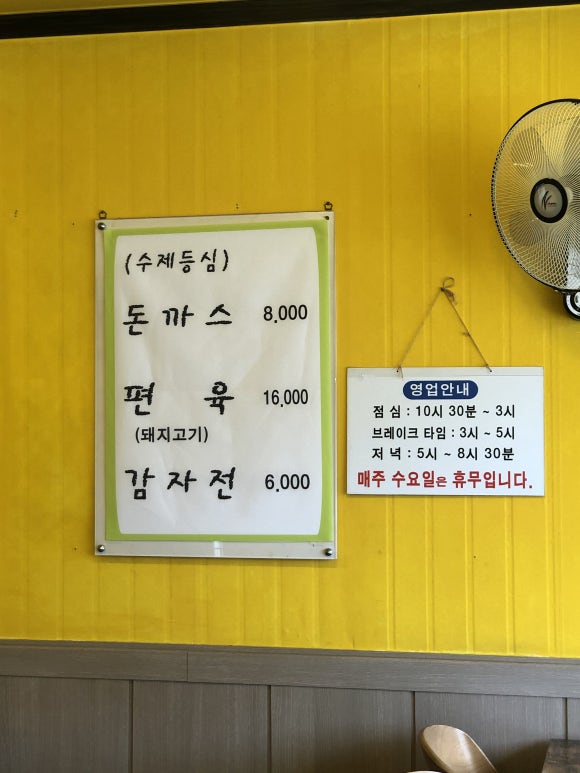 (수제등심)
돈까스 8,000
편육 16,000
(돼지고기)
감자전 6,000
영업안내
점심 : 10시 30분 ~ 3시
브레이크 타임 : 3시 ~ 5시
저녁 : 5시 ~ 8시 30분
매주 수요일은 휴무입니다.